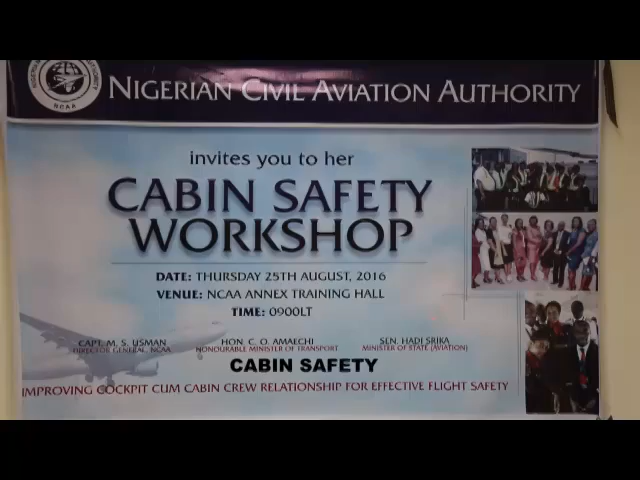 NCAA
NIGERIAN CIVIL AVIATION AUTHORITY
invites you to her
CABIN SAFETY
WORKSHOP
DATE: THURSDAY 25TH AUGUST, 2016
VENUE: NCAA ANNEX TRAINING HALL
TIME: 0900LT
CAPT. M. S. USMAN
DIRECTOR GENERAL, NCAA
HON. C. O. AMAECHI
HONOURABLE MINISTER OF TRANSPORT
SEN. HADI SRIKA
MINISTER OF STATE (AVIATION)
CABIN SAFETY
IMPROVING COCKPIT CUM CABIN CREW RELATIONSHIP FOR EFFECTIVE FLIGHT SAFETY